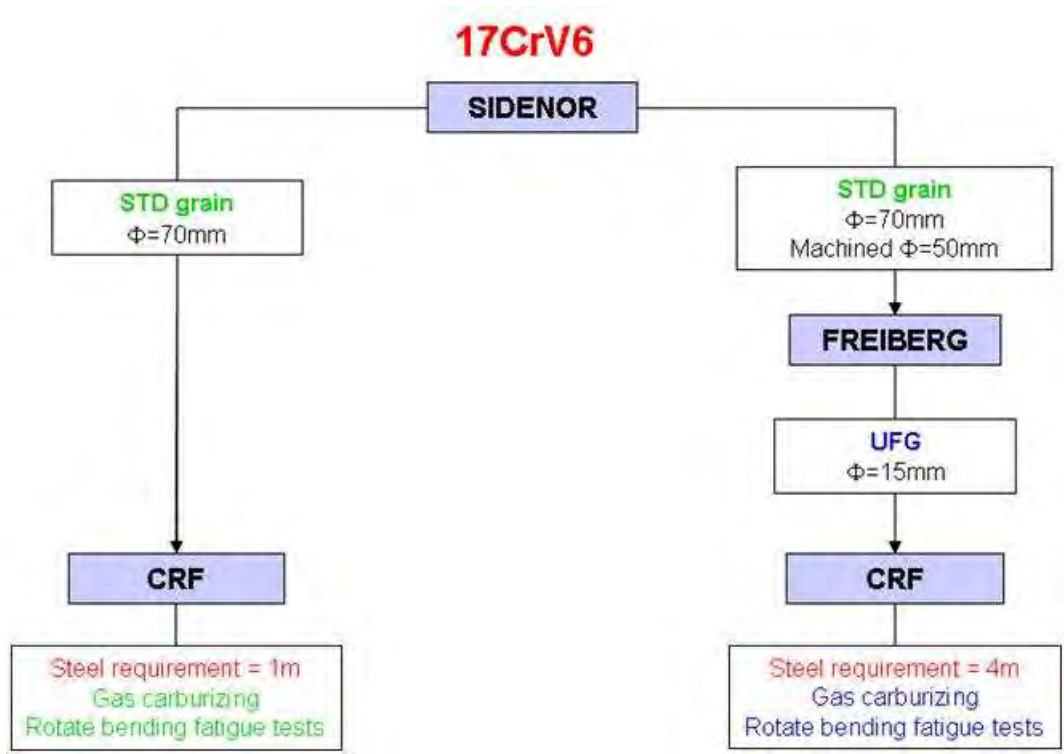 17CrV6
SIDENOR
STD grain
Φ=70mm
STD grain
Φ=70mm
Machined Φ=50mm
FREIBERG
UFG
Φ=15mm
CRF
Steel requirement = 1m
Gas carburizing
Rotate bending fatigue tests
CRF
Steel requirement = 4m
Gas carburizing
Rotate bending fatigue tests